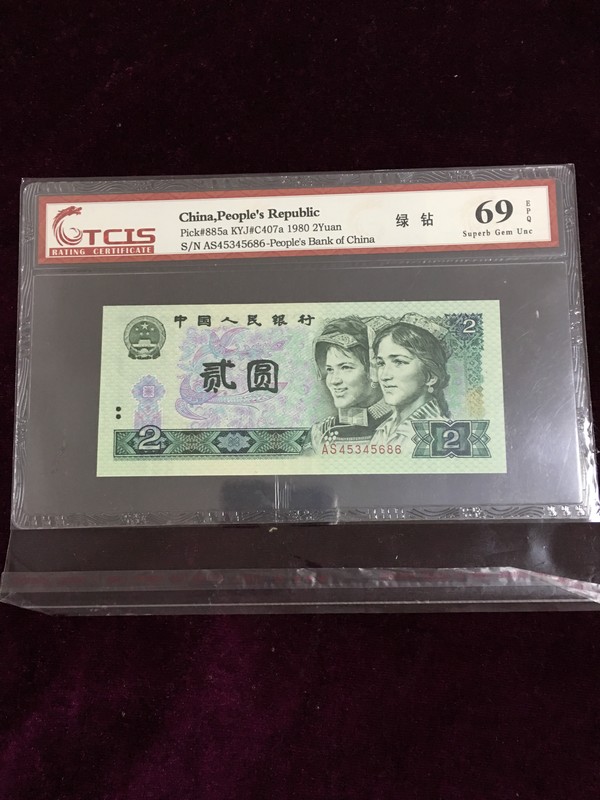 TCIS
RATING CERTIFICATE
China,People's Republic
Pick#885a KYJ#C407a 1980 2Yuan
S/N AS45345686-People's Bank of China
绿 钻
69 EPQ
Superb Gem Unc
中国人民银行
2
贰圆
2
AS45345686
2